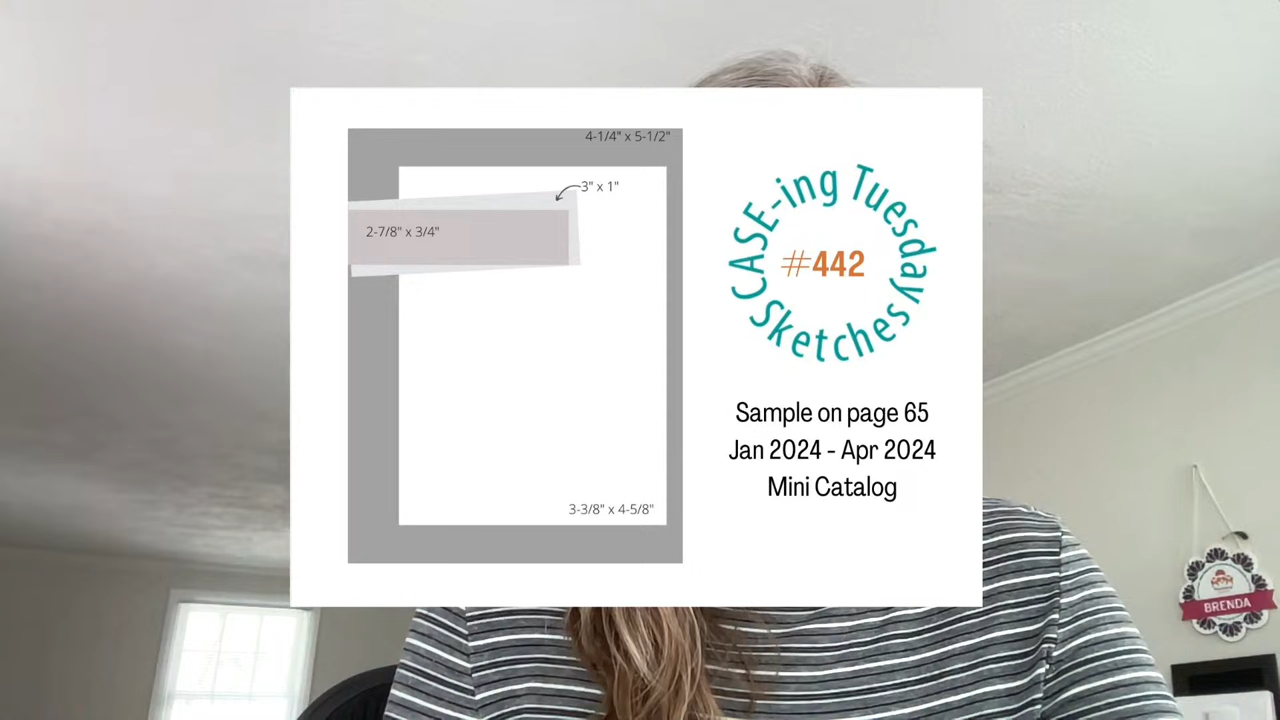 4-1/4" x 5-1/2"
3" x 1"
2-7/8" x 3/4"
3-3/8" x 4-5/8"
CASE-ing Tuesday
#442
Sketches
Sample on page 65
Jan 2024 - Apr 2024
Mini Catalog
BRENDA